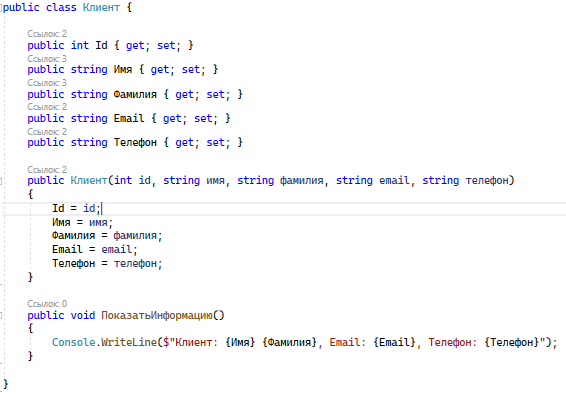 public class Клиент {
Ссылок: 2
public int Id { get; set; }
Ссылок: 3
public string Имя { get; set; }
Ссылок: 3
public string Фамилия { get; set; }
Ссылок: 2
public string Email { get; set; }
Ссылок: 2
public string Телефон { get; set; }
Ссылок: 2
public Клиент(int id, string имя, string фамилия, string email, string телефон)
{
Id = id;
Имя = имя;
Фамилия = фамилия;
Email = email;
Телефон = телефон;
}
Ссылок: 0
public void ПоказатьИнформацию()
{
Console.WriteLine($"Клиент: {Имя} {Фамилия}, Email: {Email}, Телефон: {Телефон}");
}
}